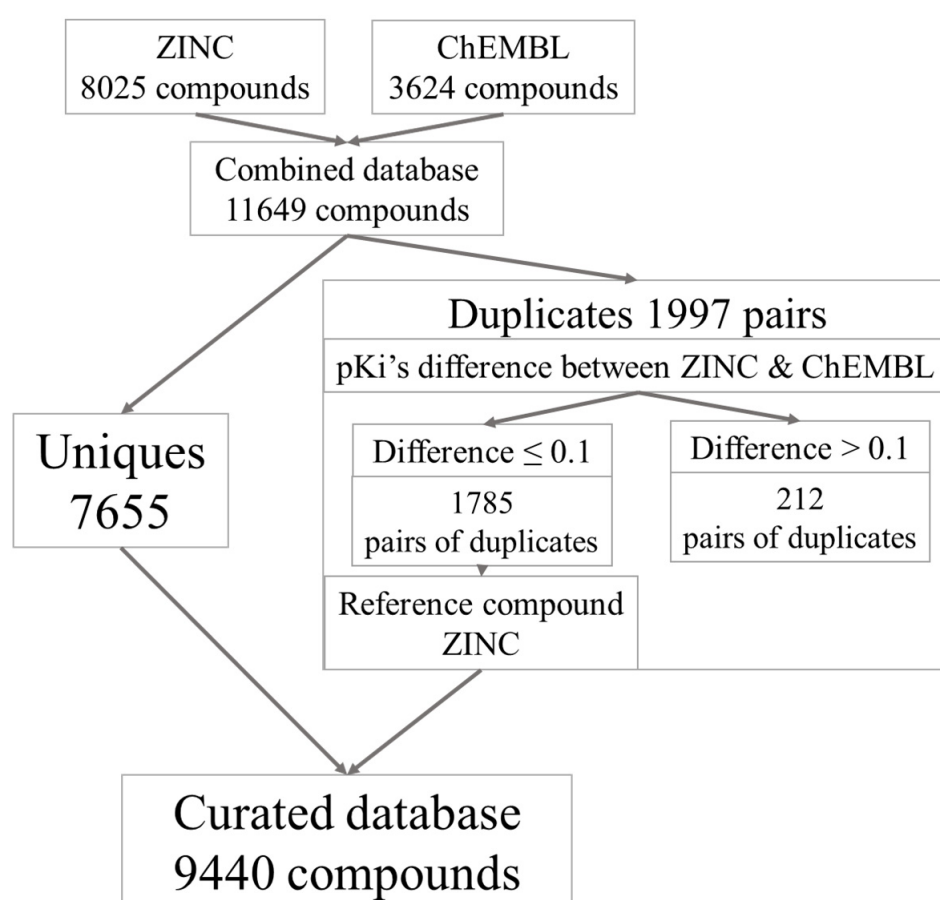 ZINC
8025 compounds
ChEMBL
3624 compounds
Combined database
11649 compounds
Duplicates 1997 pairs
pKi’s difference between ZINC & ChEMBL
Uniques
7655
Difference ≤ 0.1
1785
pairs of duplicates
Difference > 0.1
212
pairs of duplicates
Reference compound
ZINC
Curated database
9440 compounds